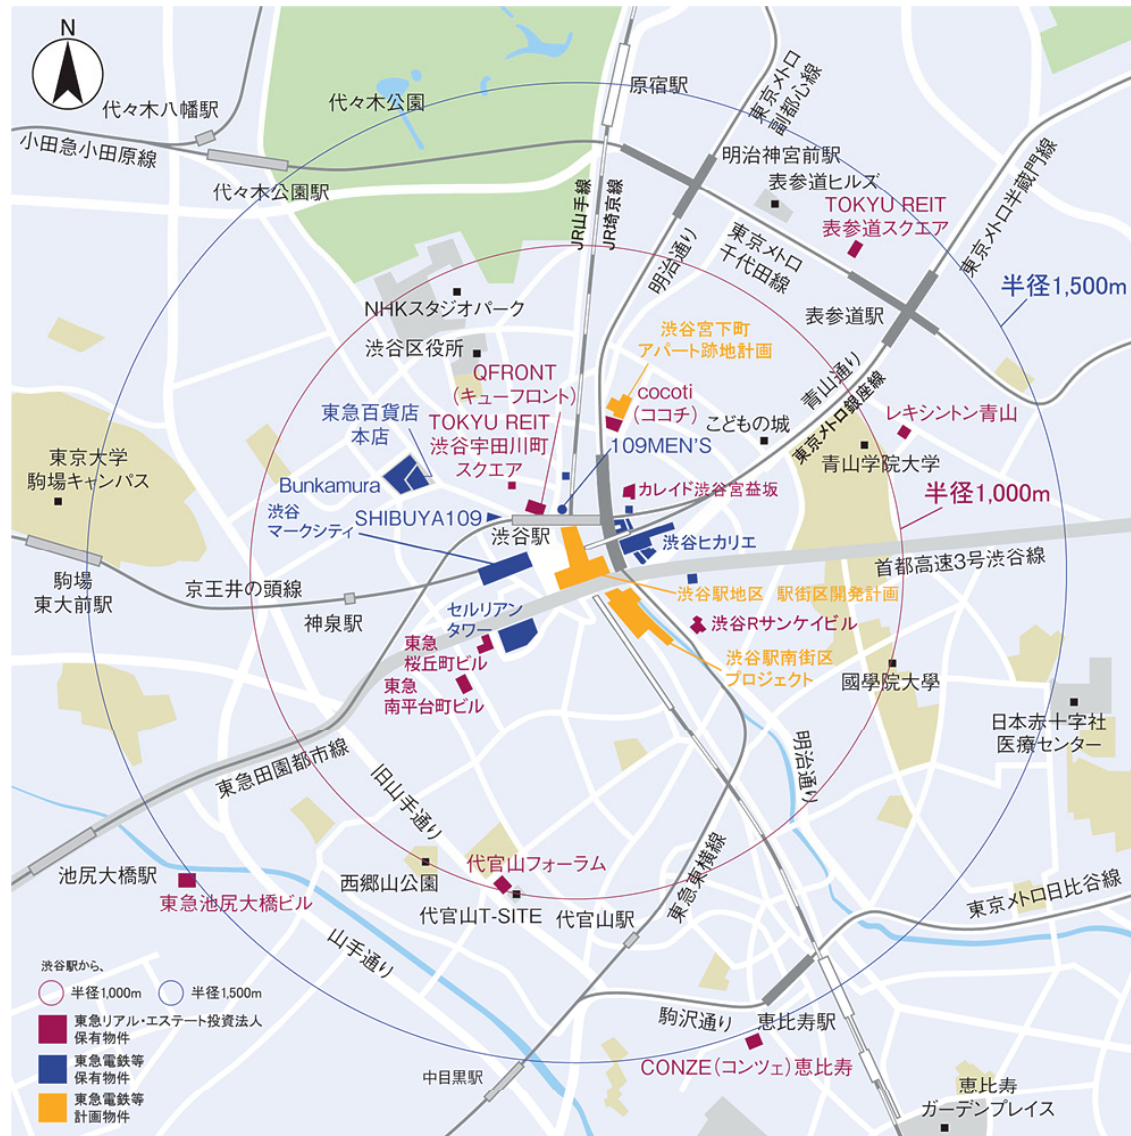 N
代々木八幡駅
小田急小田原線
代々木公園駅
代々木公園
原宿駅
東京メトロ
副都心線
明治神宮前駅
表参道ヒルズ
TOKYU REIT
表参道スクエア
東京メトロ半蔵門線
JR山手線
JR埼京線
明治通り
東京メトロ
千代田線
表参道駅
半径1,500m
NHKスタジオパーク
渋谷区役所
渋谷宮下町
アパート跡地計画
青山通り
東京メトロ銀座線
QFRONT
(キューフロント)
cocoti
(ココチ)
こどもの城
レキシントン青山
東急百貨店
本店
TOKYU REIT
渋谷宇田川町
スクエア
109MEN'S
青山学院大学
東京大学
駒場キャンパス
Bunkamura
カレイド渋谷宮益坂
半径1,000m
渋谷
マークシティ
SHIBUYA109
渋谷駅
渋谷ヒカリエ
首都高速3号渋谷線
駒場
東大前駅
京王井の頭線
神泉駅
渋谷駅地区 駅街区開発計画
セルリアン
タワー
渋谷Rサンケイビル
東急
桜丘町ビル
渋谷駅南街区
プロジェクト
東急
南平台町ビル
國學院大學
日本赤十字社
医療センター
東急田園都市線
旧山手通り
明治通り
池尻大橋駅
東急池尻大橋ビル
西郷山公園
代官山フォーラム
代官山T-SITE
代官山駅
東急東横線
東京メトロ日比谷線
山手通り
駒沢通り
恵比寿駅
CONZE(コンツェ)恵比寿
中目黒駅
恵比寿
ガーデンプレイス
渋谷駅から、
半径1,000m
半径1,500m
東急リアル・エステート投資法人
保有物件
東急電鉄等
保有物件
東急電鉄等
計画物件